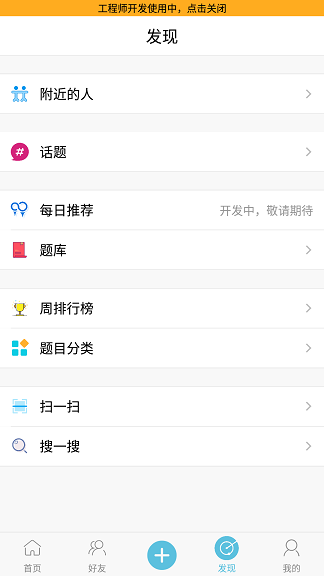 工程师开发使用中，点击关闭
发现
附近的人
话题
每日推荐 开发中，敬请期待
题库
周排行榜
题目分类
扫一扫
搜一搜
首页 好友 发现 我的